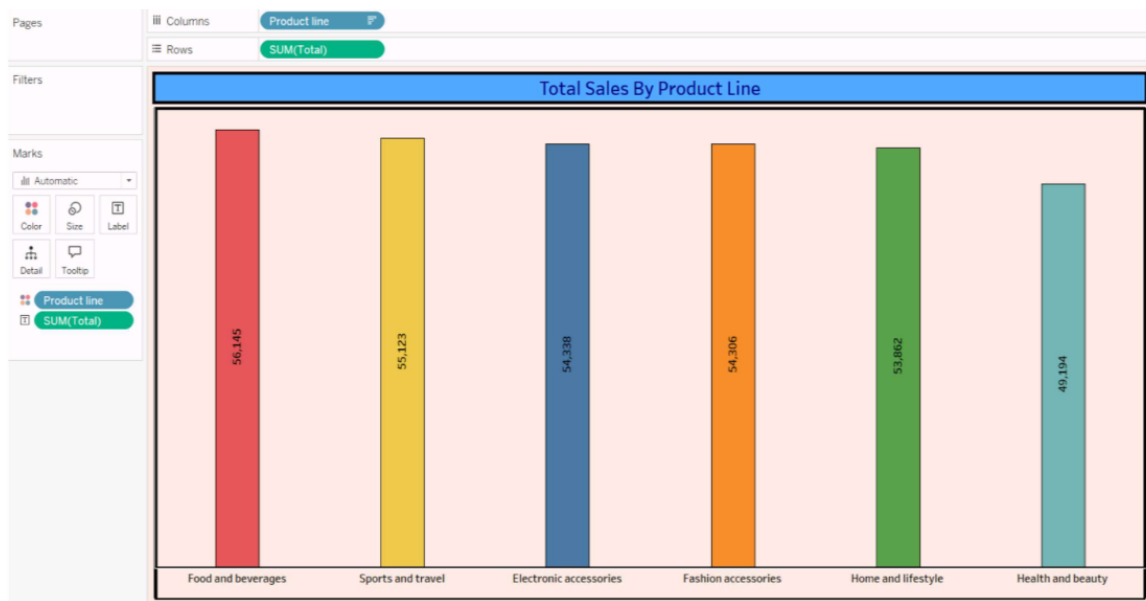 Pages
Columns
Product line
Rows
SUM(Total)
Filters
Total Sales By Product Line
Marks
Automatic
Color
Size
Label
Detail
Tooltip
Product line
SUM(Total)
56,145
55,123
54,338
54,306
53,862
49,194
Food and beverages
Sports and travel
Electronic accessories
Fashion accessories
Home and lifestyle
Health and beauty